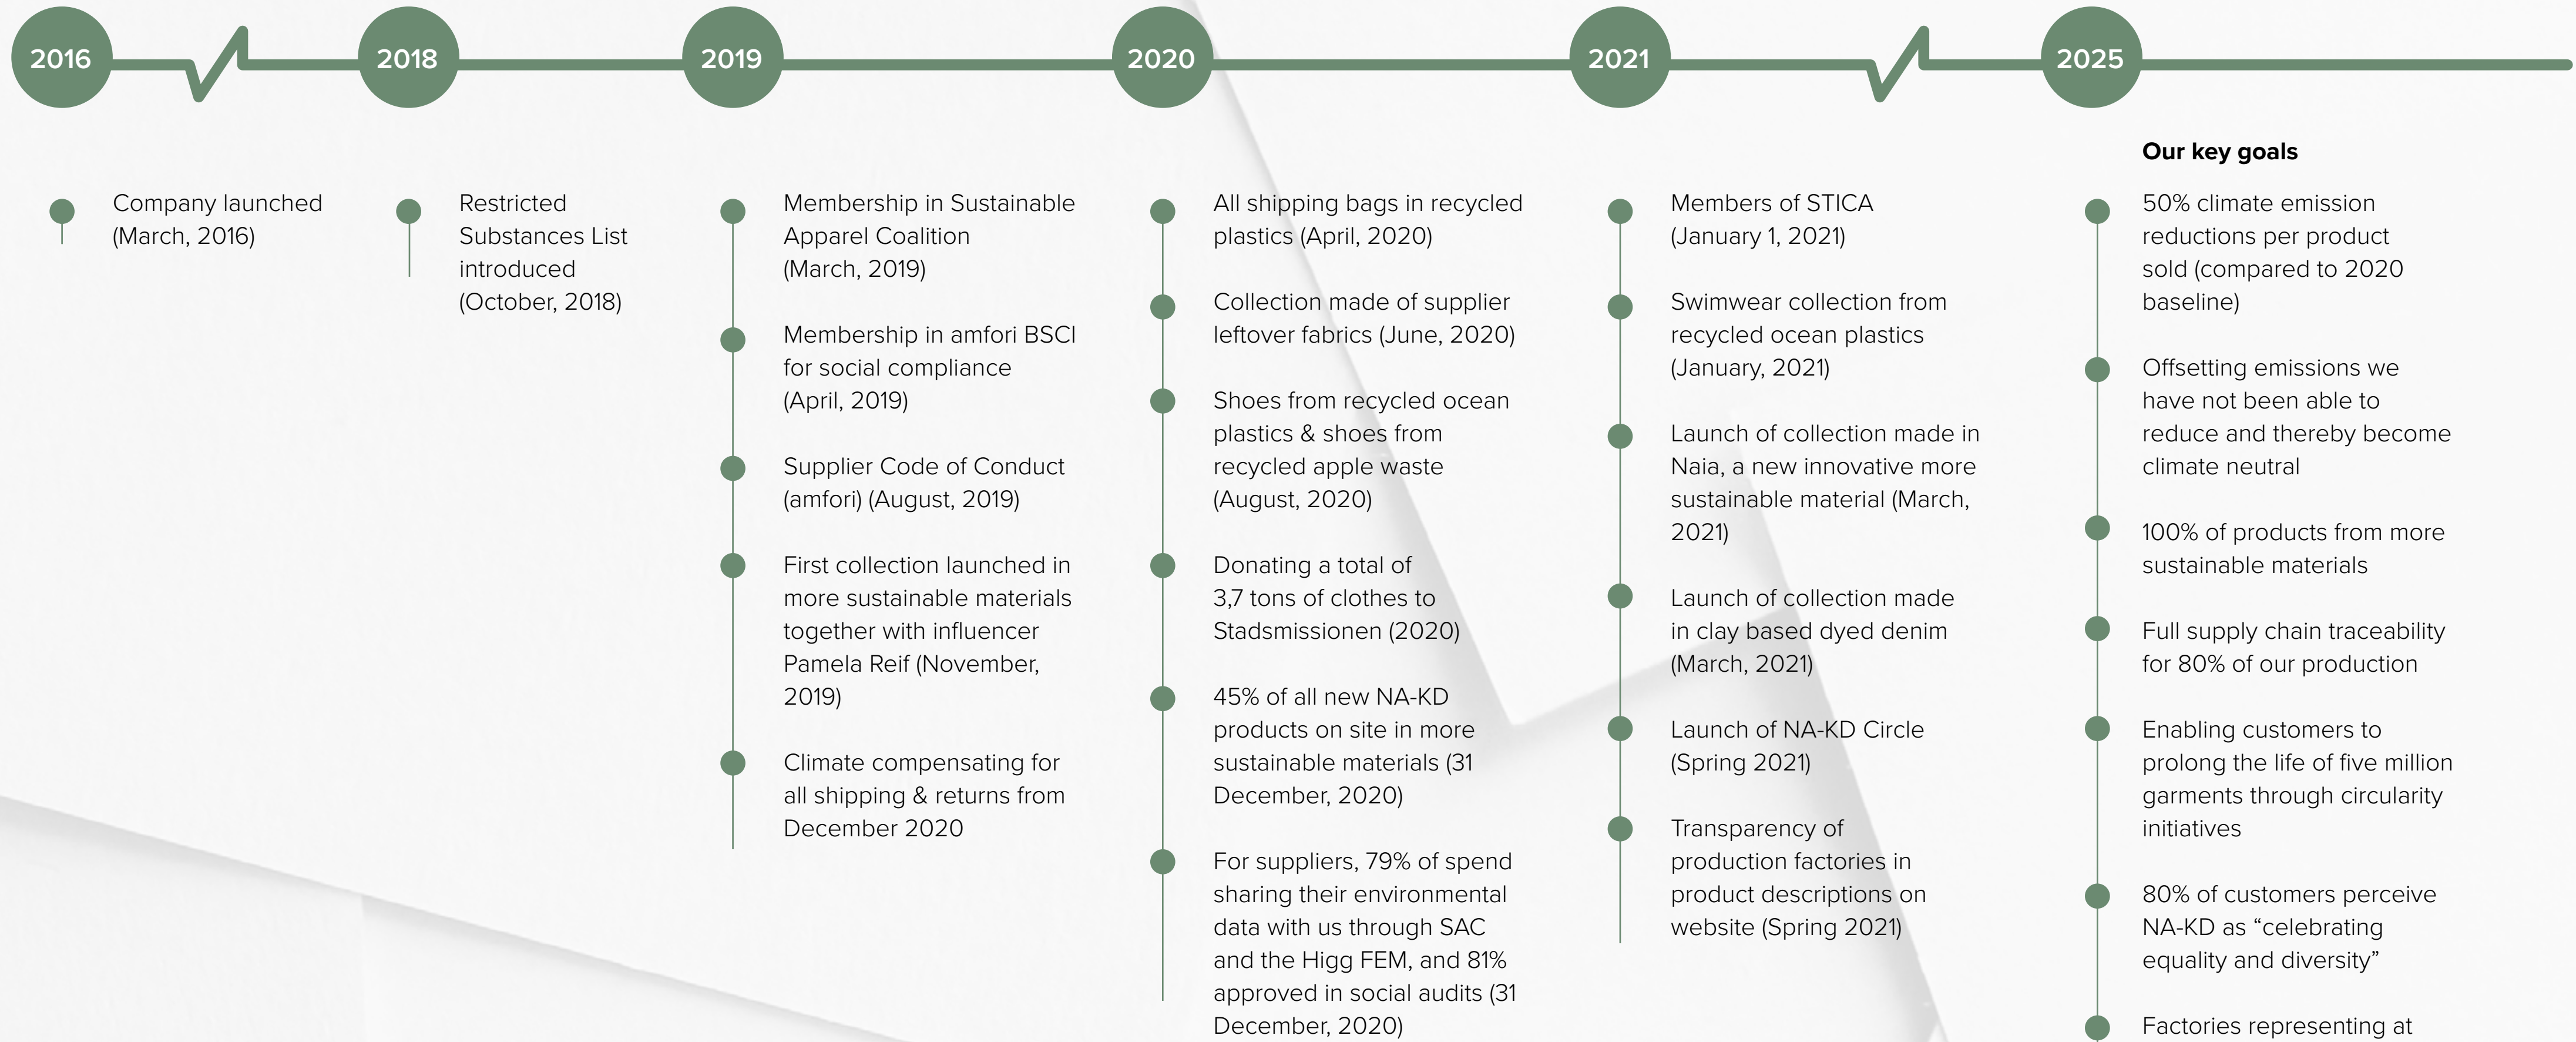 2016
2018
2019
2020
2021
2025
Company launched
(March, 2016)
Restricted
Substances List
introduced
(October, 2018)
Membership in Sustainable
Apparel Coalition
(March, 2019)
Membership in amfori BSCI
for social compliance
(April, 2019)
Supplier Code of Conduct
(amfori) (August, 2019)
First collection launched in
more sustainable materials
together with influencer
Pamela Reif (November,
2019)
Climate compensating for
all shipping & returns from
December 2020
All shipping bags in recycled
plastics (April, 2020)
Collection made of supplier
leftover fabrics (June, 2020)
Shoes from recycled ocean
plastics & shoes from
recycled apple waste
(August, 2020)
Donating a total of
3,7 tons of clothes to
Stadsmissionen (2020)
45% of all new NA-KD
products on site in more
sustainable materials (31
December, 2020)
For suppliers, 79% of spend
sharing their environmental
data with us through SAC
and the Higg FEM, and 81%
approved in social audits (31
December, 2020)
Members of STICA
(January 1, 2021)
Swimwear collection from
recycled ocean plastics
(January, 2021)
Launch of collection made in
Naia, a new innovative more
sustainable material (March,
2021)
Launch of collection made
in clay based dyed denim
(March, 2021)
Launch of NA-KD Circle
(Spring 2021)
Transparency of
production factories in
product descriptions on
website (Spring 2021)
Our key goals
50% climate emission
reductions per product
sold (compared to 2020
baseline)
Offsetting emissions we
have not been able to
reduce and thereby become
climate neutral
100% of products from more
sustainable materials
Full supply chain traceability
for 80% of our production
Enabling customers to
prolong the life of five million
garments through circularity
initiatives
80% of customers perceive
NA-KD as “celebrating
equality and diversity”
Factories representing at